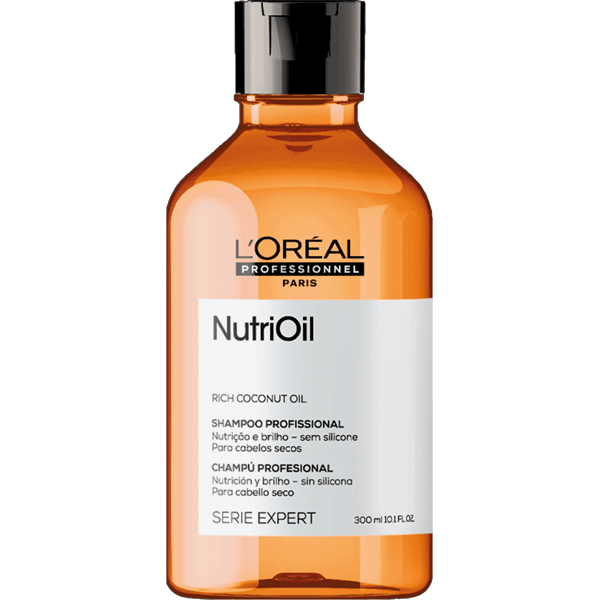 L'ORÉAL
PROFESSIONNEL
PARIS
NutriOil
RICH COCONUT OIL
SHAMPOO PROFISSIONAL
Nutrição e brilho – sem silicone
Para cabelos secos
CHAMPÚ PROFESIONAL
Nutrición y brilho – sin silicona
Para cabello seco
SERIE EXPERT 300 ml 10.1 FL.OZ.